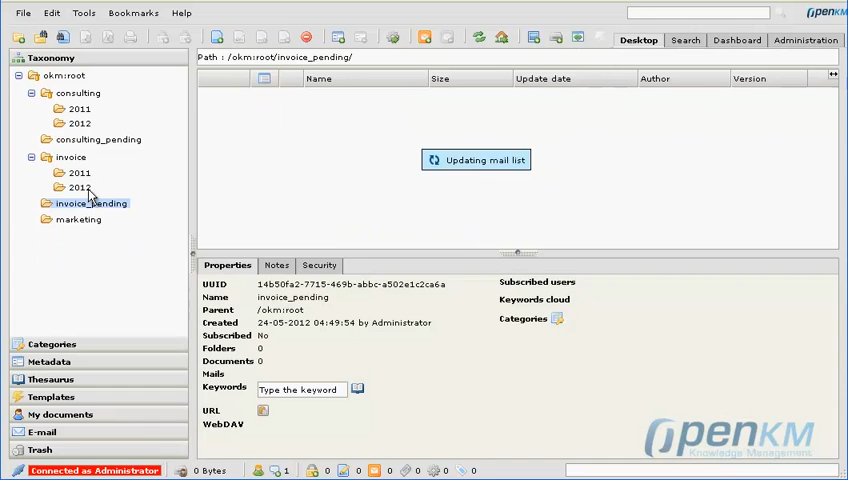 File Edit Tools Bookmarks Help
OpenKM
Desktop Search Dashboard Administration
Taxonomy
Path : /okm:root/invoice_pending/
okm:root
consulting
2011
2012
consulting_pending
invoice
2011
2012
invoice_pending
marketing
Name Size Update date Author Version
Updating mail list
Properties Notes Security
UUID 14b50fa2-7715-469b-abbc-a502e1c2ca6a
Name invoice_pending
Parent /okm:root
Created 24-05-2012 04:49:54 by Administrator
Subscribed No
Folders 0
Documents 0
Mails
Keywords Type the keyword
URL
WebDAV
Subscribed users
Keywords cloud
Categories
Categories
Metadata
Thesaurus
Templates
My documents
E-mail
Trash
OpenKM
Knowledge Management
Connected as Administrator 0 Bytes 1 0 0 0 0 0 0